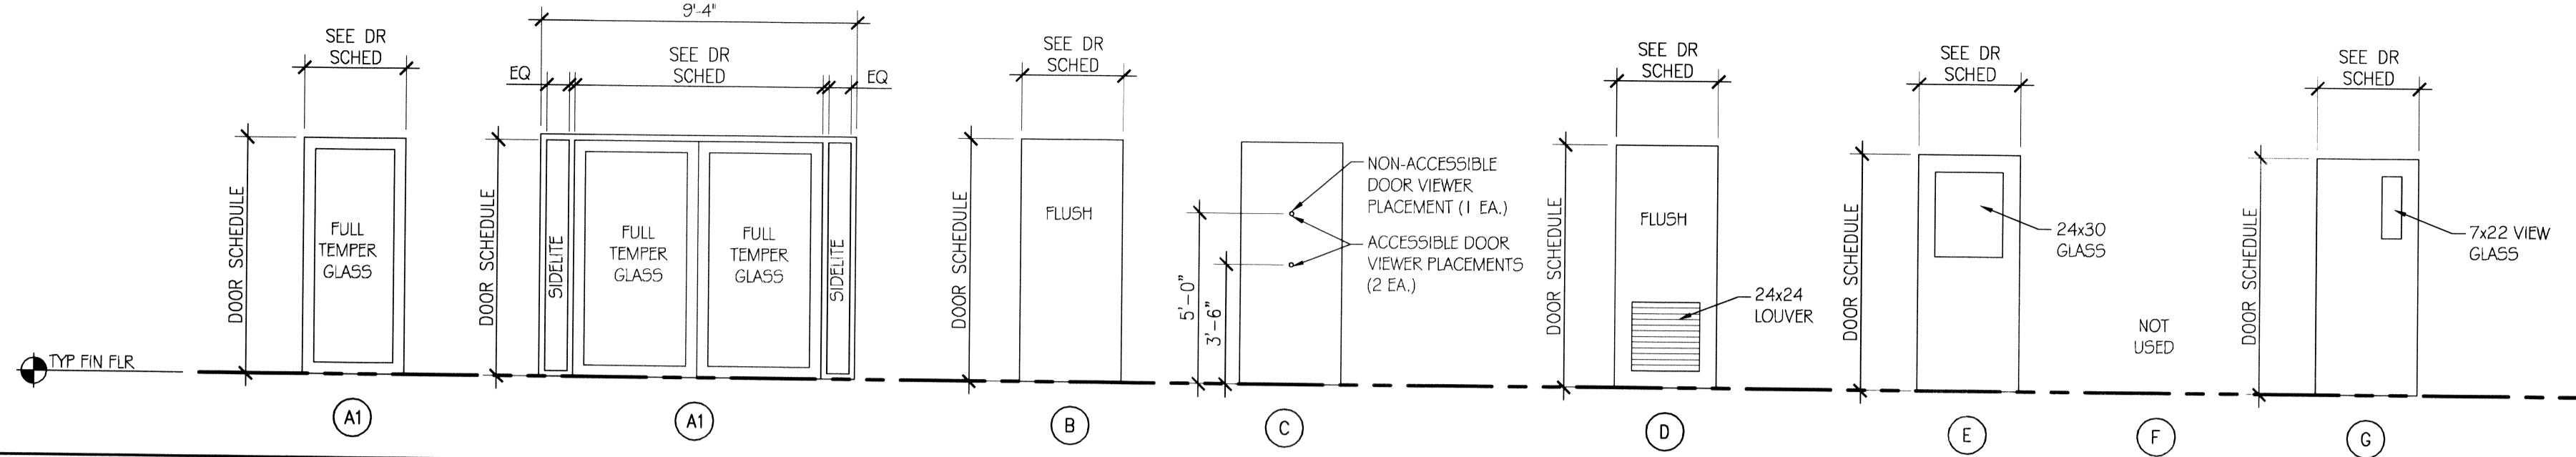 TYP FIN FLR
SEE DR
SCHED
DOOR SCHEDULE
FULL
TEMPER
GLASS
A1
9'-4"
EQ
SEE DR
SCHED
EQ
DOOR SCHEDULE
SIDELITE
FULL
TEMPER
GLASS
FULL
TEMPER
GLASS
SIDELITE
A1
SEE DR
SCHED
DOOR SCHEDULE
FLUSH
B
NON-ACCESSIBLE
DOOR VIEWER
PLACEMENT (1 EA.)
ACCESSIBLE DOOR
VIEWER PLACEMENTS
(2 EA.)
5'-0"
3'-6"
C
SEE DR
SCHED
DOOR SCHEDULE
FLUSH
24x24
LOUVER
D
SEE DR
SCHED
DOOR SCHEDULE
24x30
GLASS
E
NOT
USED
F
SEE DR
SCHED
DOOR SCHEDULE
7x22 VIEW
GLASS
G